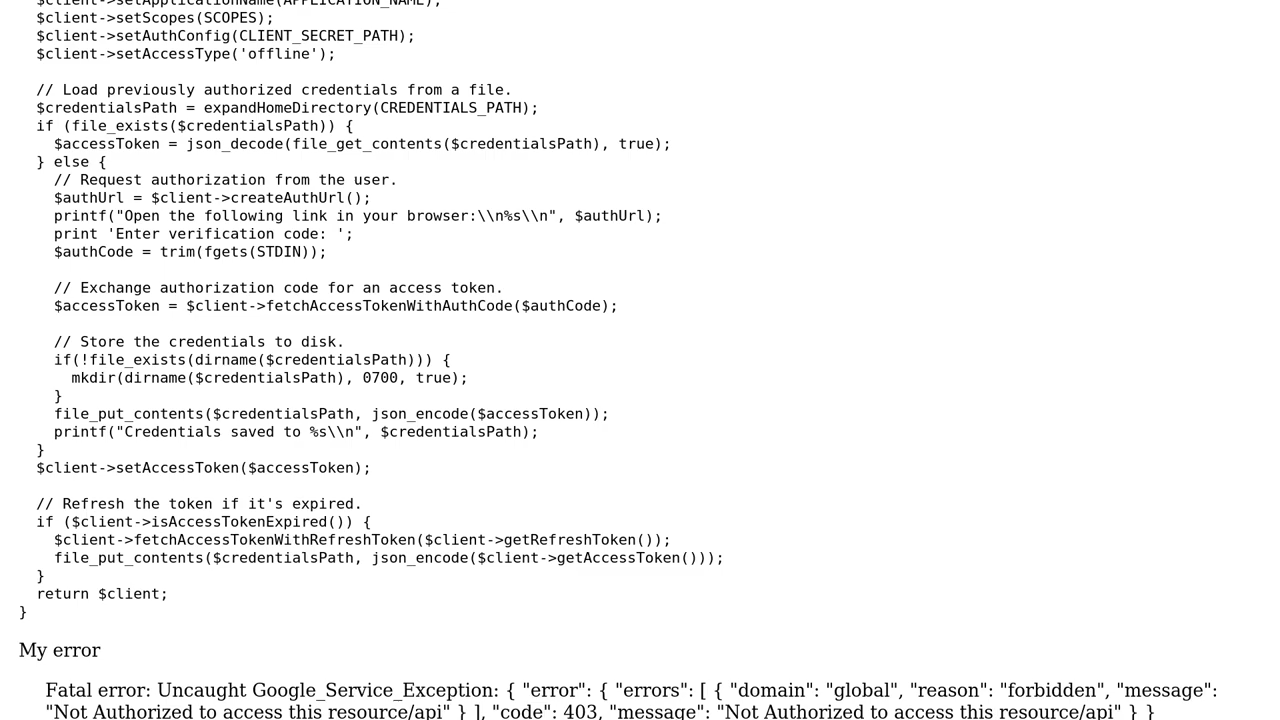 $client->setApplicationName(APPLICATION_NAME);
$client->setScopes(SCOPES);
$client->setAuthConfig(CLIENT_SECRET_PATH);
$client->setAccessType('offline');
// Load previously authorized credentials from a file.
$credentialsPath = expandHomeDirectory(CREDENTIALS_PATH);
if (file_exists($credentialsPath)) {
$accessToken = json_decode(file_get_contents($credentialsPath), true);
} else {
// Request authorization from the user.
$authUrl = $client->createAuthUrl();
printf("Open the following link in your browser:\\n%s\\n", $authUrl);
print 'Enter verification code: ';
$authCode = trim(fgets(STDIN));
// Exchange authorization code for an access token.
$accessToken = $client->fetchAccessTokenWithAuthCode($authCode);
// Store the credentials to disk.
if(!file_exists(dirname($credentialsPath))) {
mkdir(dirname($credentialsPath), 0700, true);
}
file_put_contents($credentialsPath, json_encode($accessToken));
printf("Credentials saved to %s\\n", $credentialsPath);
}
$client->setAccessToken($accessToken);
// Refresh the token if it's expired.
if ($client->isAccessTokenExpired()) {
$client->fetchAccessTokenWithRefreshToken($client->getRefreshToken());
file_put_contents($credentialsPath, json_encode($client->getAccessToken()));
}
return $client;
}
My error
Fatal error: Uncaught Google_Service_Exception: { "error": { "errors": [ { "domain": "global", "reason": "forbidden", "message":
"Not Authorized to access this resource/api" } ], "code": 403, "message": "Not Authorized to access this resource/api" } }